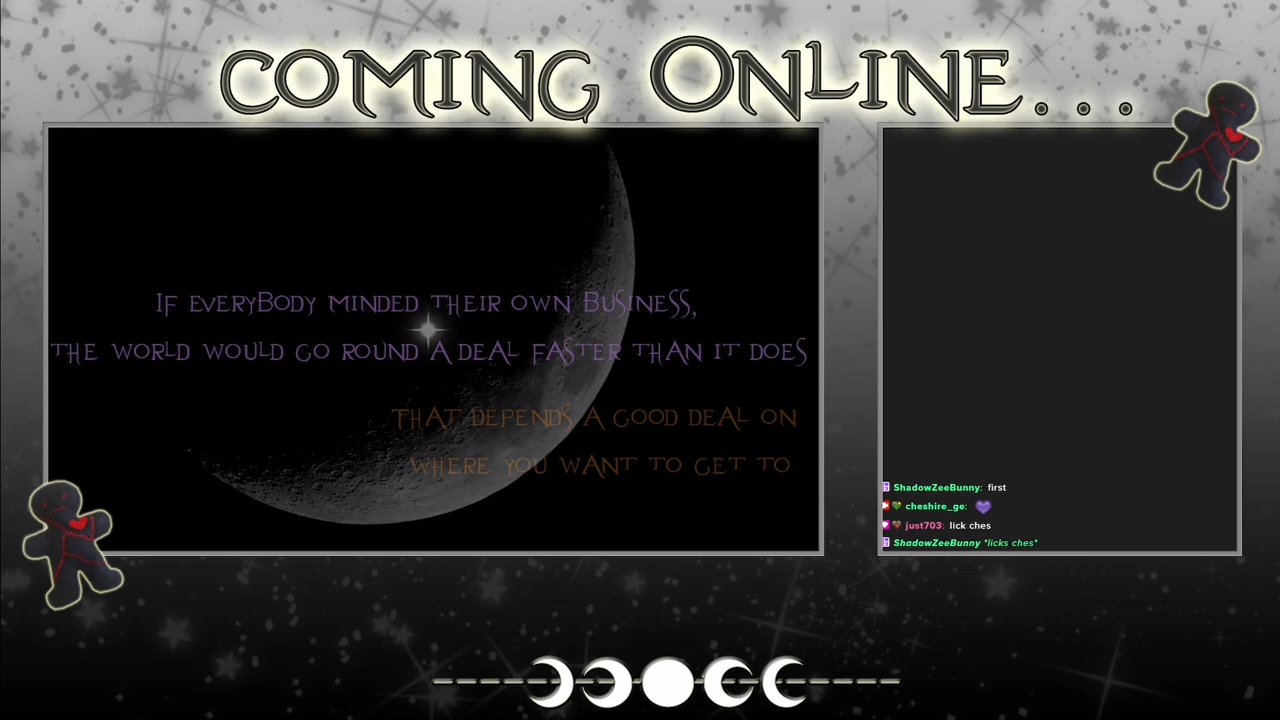 COMING ONLINE...
IF EVERYBODY MINDED THEIR OWN BUSINESS,
THE WORLD WOULD GO ROUND A DEAL FASTER THAN IT DOES
THAT DEPENDS A GOOD DEAL ON
WHERE YOU WANT TO GET TO
ShadowZeeBunny: first
cheshire_ge:
just703: lick ches
ShadowZeeBunny *licks ches*